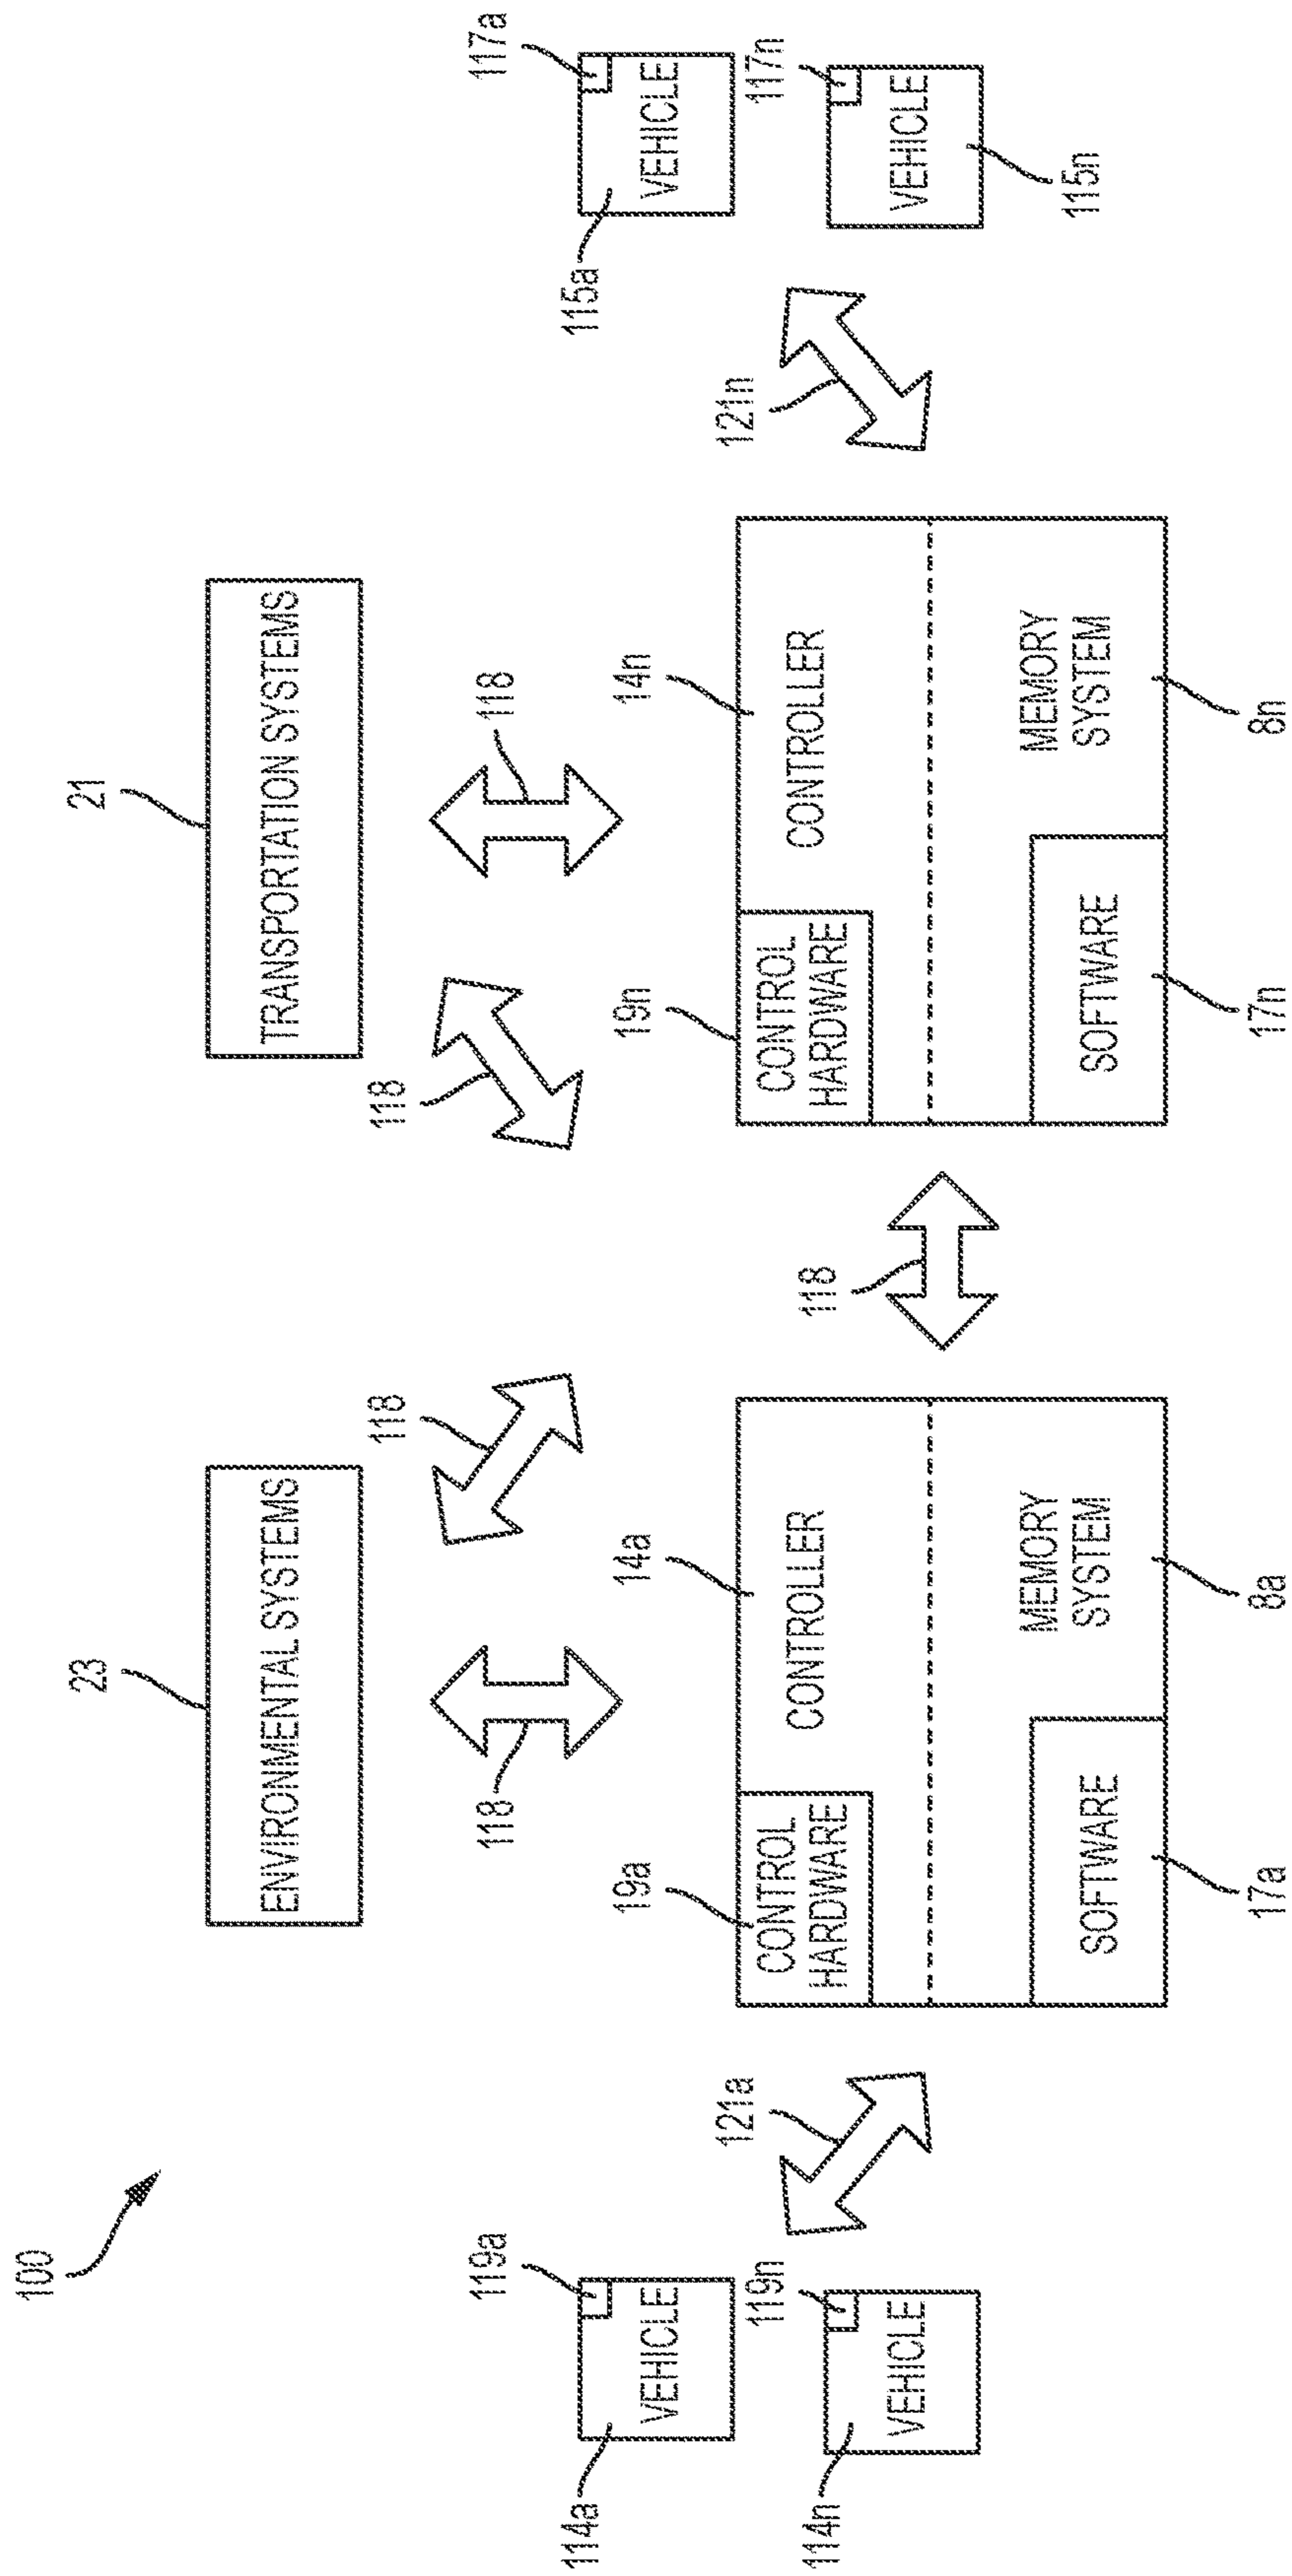 100
23
21
ENVIRONMENTAL SYSTEMS
TRANSPORTATION SYSTEMS
118
118
118
118
119a
114a
VEHICLE
119n
114n
VEHICLE
121a
19a
14a
CONTROL
HARDWARE
CONTROLLER
SOFTWARE
MEMORY
SYSTEM
17a
8a
118
19n
14n
CONTROL
HARDWARE
CONTROLLER
SOFTWARE
MEMORY
SYSTEM
17n
8n
121n
117a
115a
VEHICLE
117n
VEHICLE
115n